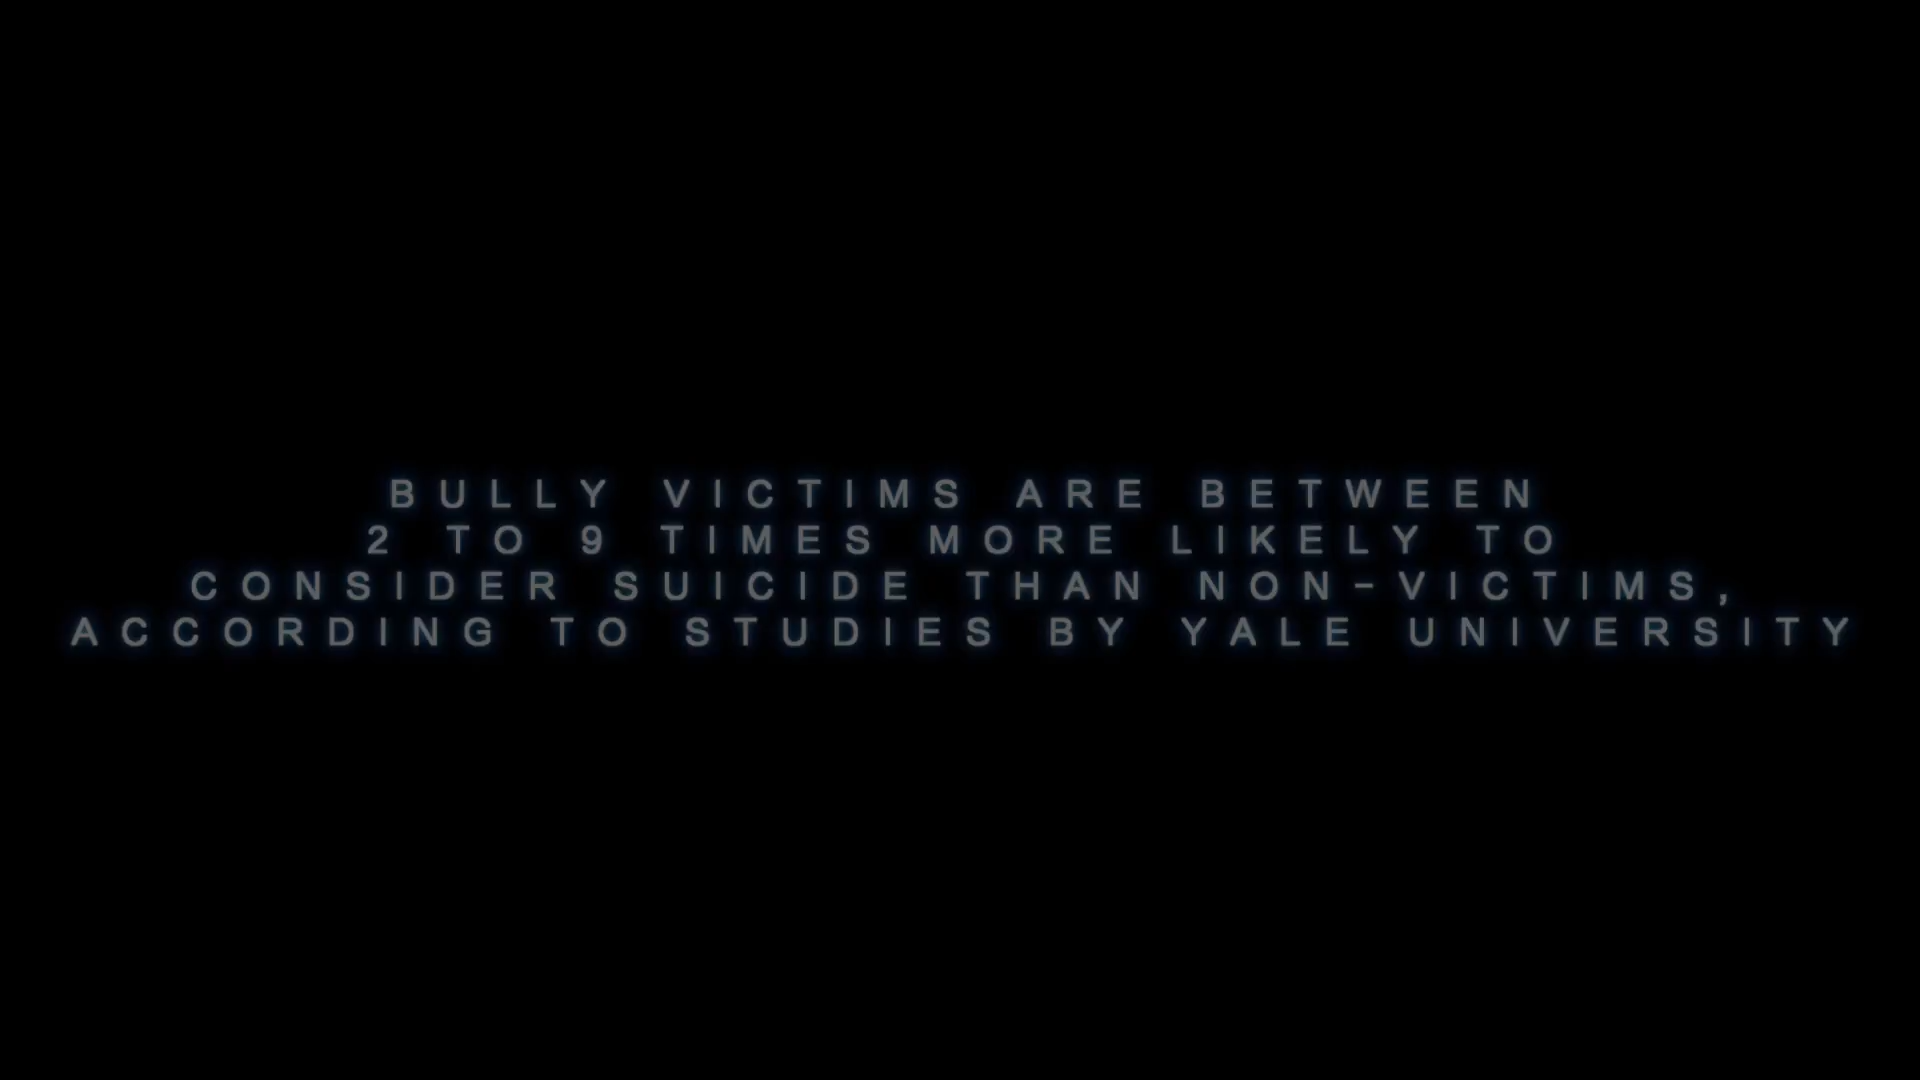 BULLY VICTIMS ARE BETWEEN
2 TO 9 TIMES MORE LIKELY TO
CONSIDER SUICIDE THAN NON-VICTIMS,
ACCORDING TO STUDIES BY YALE UNIVERSITY